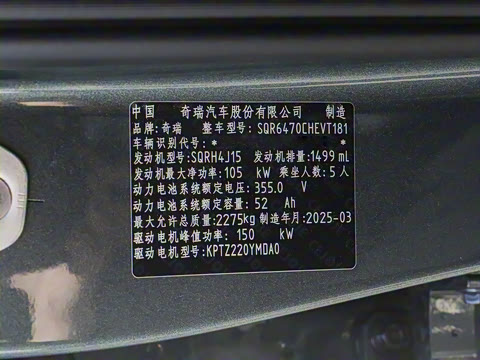 中国 奇瑞汽车股份有限公司 制造
品牌:奇瑞 整车型号:SQR6470CHEVT181
车辆识别代号:* *
发动机型号:SQRH4J15 发动机排量:1499 mL
发动机最大净功率:105 kW 乘坐人数:5 人
动力电池系统额定电压:355.0 V
动力电池系统额定容量:52 Ah
最大允许总质量:2275kg 制造年月:2025-03
驱动电机峰值功率:150 kW
驱动电机型号:KPTZ220YMDA0